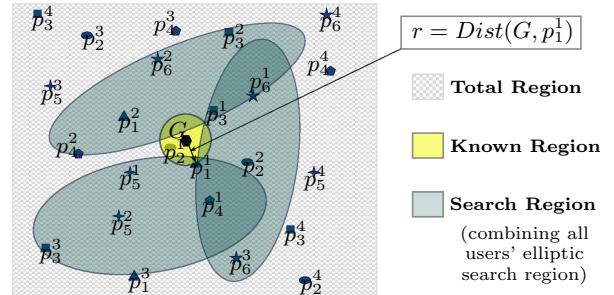 p_3^4
p_2^3
p_4^3
p_3^2
p_6^4
r = Dist(G, p_1^1)
p_6^2
p_5^3
p_6^1
p_4^4
Total Region
p_1^2
p_3^1
G
Known Region
p_4^2
p_2^1
p_1^1
p_2^2
p_5^1
p_5^4
p_4^1
Search Region
p_5^2
(combining all
p_3^4
users' elliptic
p_3^3
p_6^3
search region)
p_1^3
p_2^4